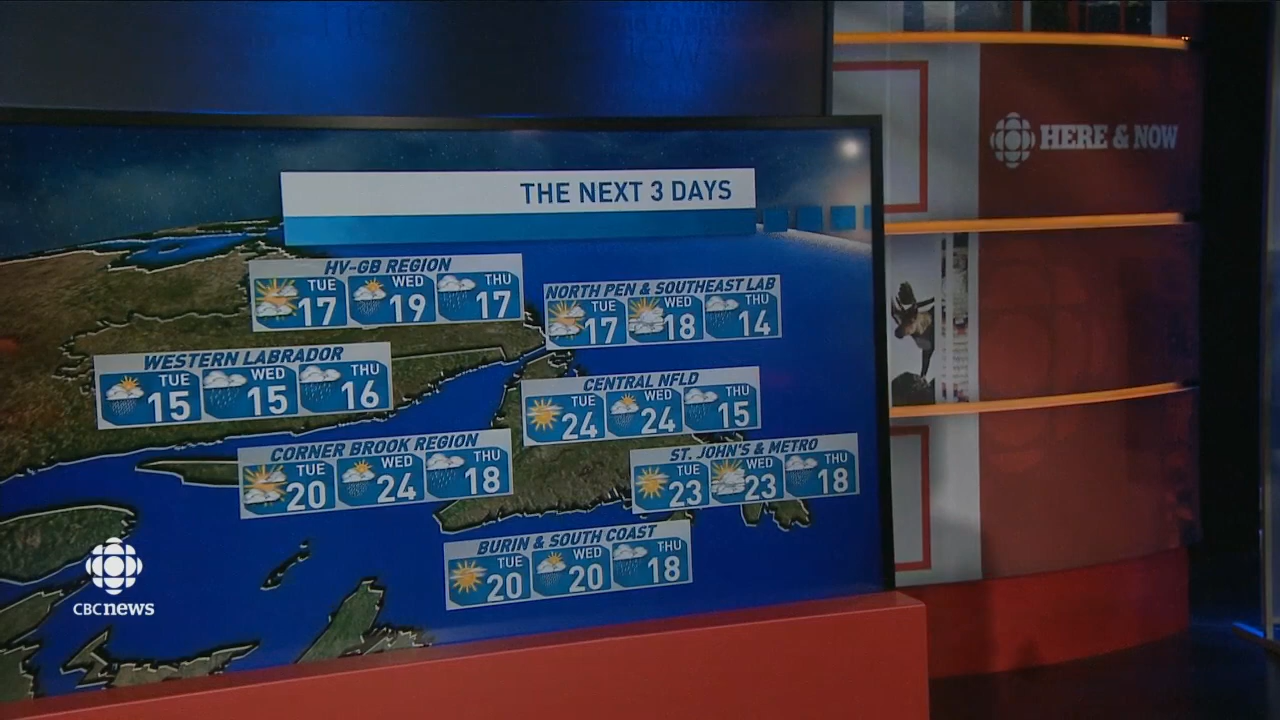 HERE & NOW
THE NEXT 3 DAYS
HV-GB REGION
TUE WED THU
17 19 17
NORTH PEN & SOUTHEAST LAB
TUE WED THU
17 18 14
WESTERN LABRADOR
TUE WED THU
15 15 16
CENTRAL NFLD
TUE WED THU
24 24 15
CORNER BROOK REGION
TUE WED THU
20 24 18
ST. JOHN'S & METRO
TUE WED THU
23 23 18
BURIN & SOUTH COAST
TUE WED THU
20 20 18
CBCnews